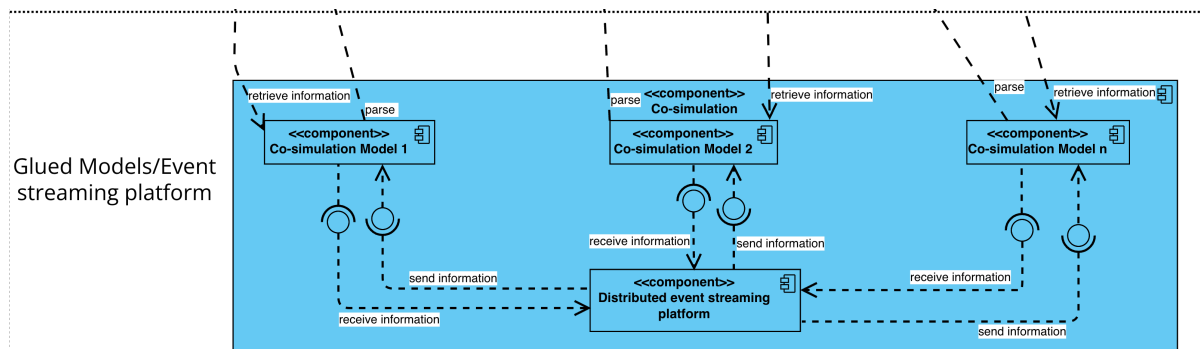 retrieve information
parse
parse
<<component>>
Co-simulation
retrieve information
parse
retrieve information
<<component>>
Co-simulation Model 1
<<component>>
Co-simulation Model 2
<<component>>
Co-simulation Model n
Glued Models/Event
streaming platform
receive information
send information
send information
receive information
<<component>>
Distributed event streaming
platform
receive information
send information